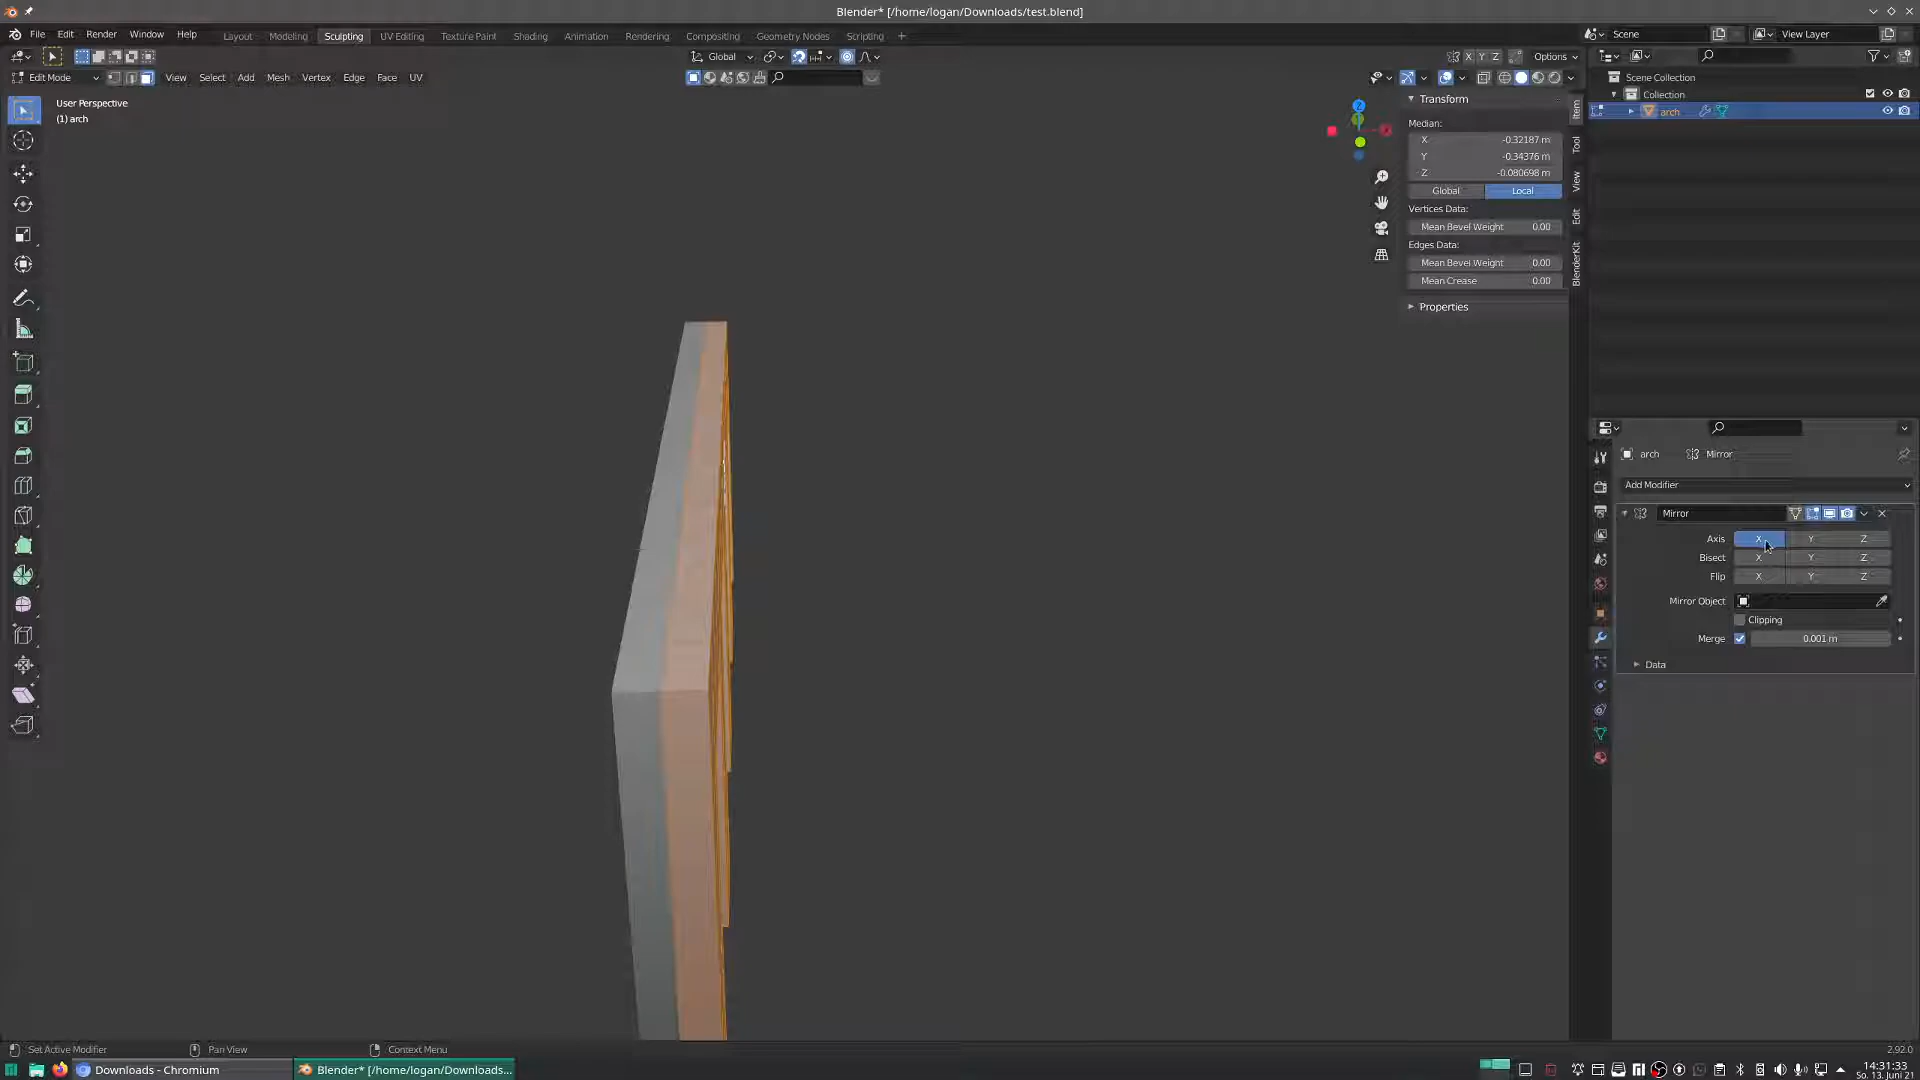 Blender* [/home/logan/Downloads/test.blend]
File Edit Render Window Help Layout Modeling Sculpting UV Editing Texture Paint Shading Animation Rendering Compositing Geometry Nodes Scripting + Scene View Layer
Global X Y Z Options
Edit Mode View Select Add Mesh Vertex Edge Face UV
User Perspective
(1) arch
Transform
Median:
X -0.32187 m
Y -0.34376 m
Z -0.080698 m
Global Local
Vertices Data:
Mean Bevel Weight 0.00
Edges Data:
Mean Bevel Weight 0.00
Mean Crease 0.00
Properties
Item
Tool
View
Edit
BlenderKit
Z
Scene Collection
Collection
arch
arch Mirror
Add Modifier
Mirror
Axis X Y Z
Bisect X Y Z
Flip X Y Z
Mirror Object
Clipping
Merge 0.001 m
Data
Set Active Modifier Pan View Context Menu 2.92.0
Downloads - Chromium Blender* [/home/logan/Downloads... 14:31:33
So. 13. Juni 21